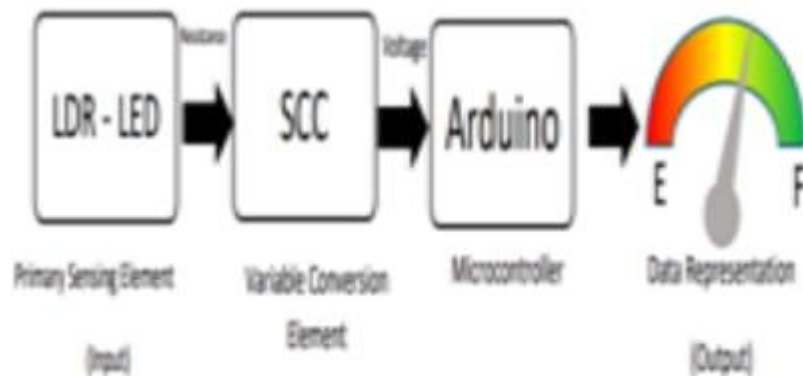 Resistance
Voltage
LDR - LED
SCC
Arduino
E
F
Primary Sensing Element
(Input)
Variable Conversion
Element
Microcontroller
Data Representation
(Output)